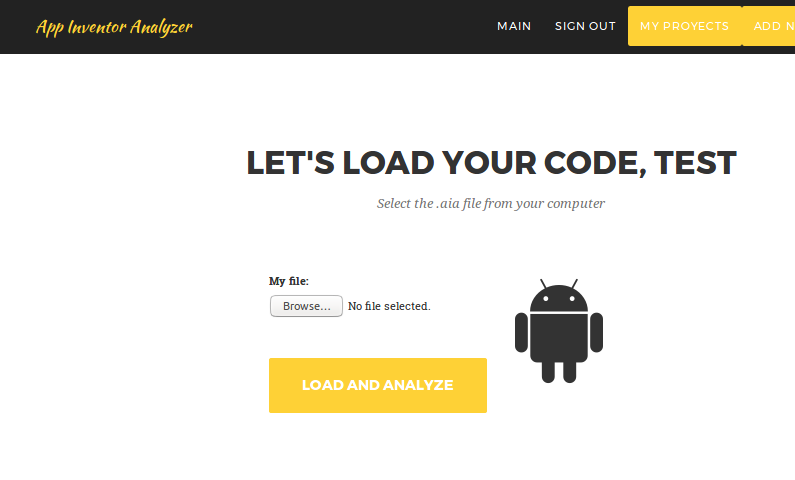 App Inventor Analyzer
MAIN
SIGN OUT
MY PROYECTS
ADD N
LET'S LOAD YOUR CODE, TEST
Select the .aia file from your computer
My file:
Browse... No file selected.
LOAD AND ANALYZE